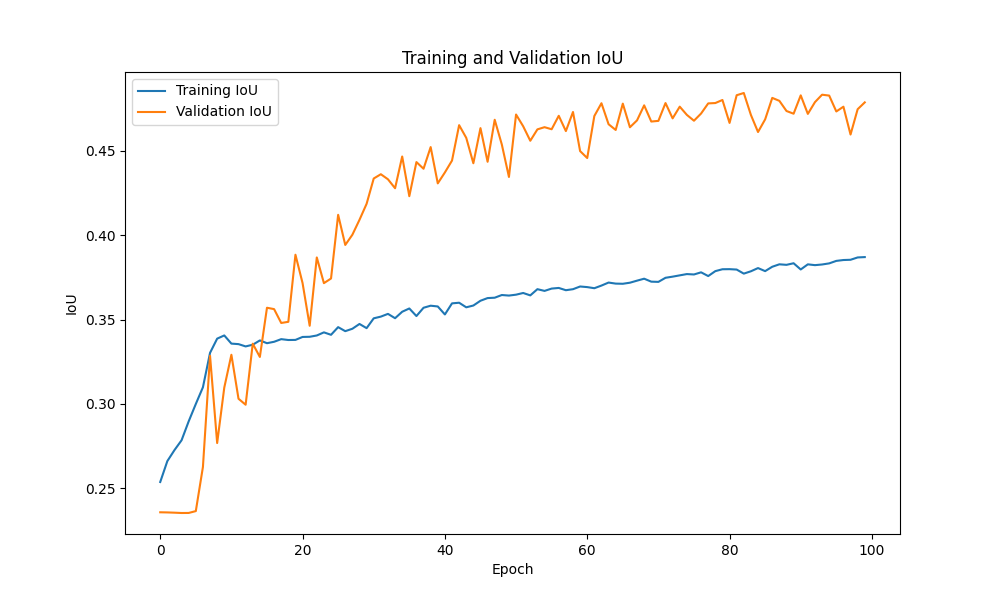 Training and Validation IoU
Training IoU
Validation IoU
0.45
0.40
0.35
0.30
0.25
IoU
0 20 40 60 80 100
Epoch